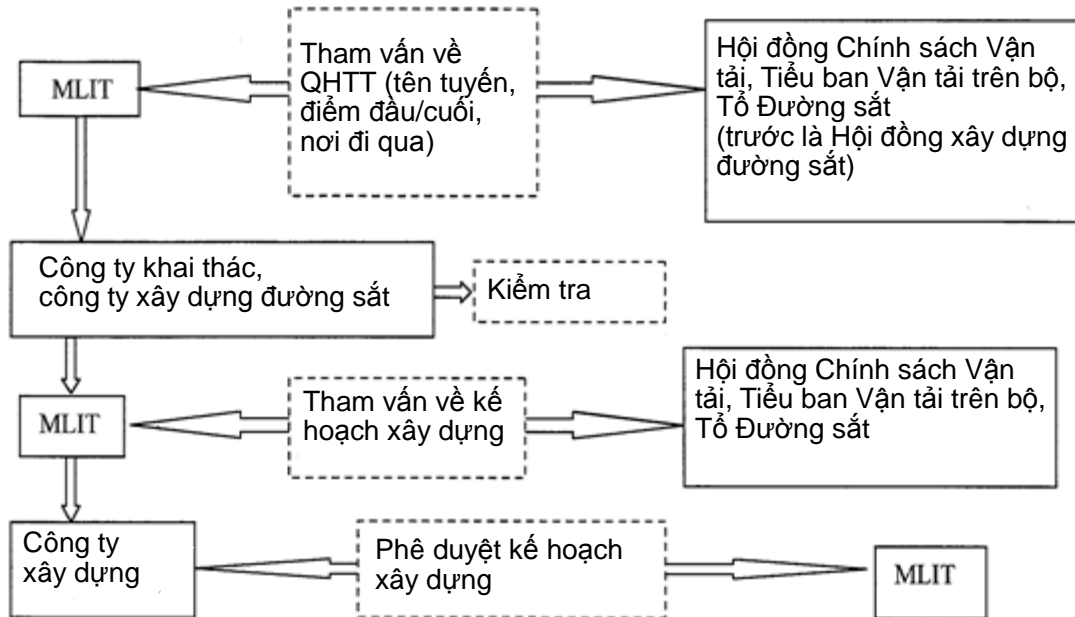 MLIT
Tham vấn về
QHTT (tên tuyến,
điểm đầu/cuối,
nơi đi qua)
Hội đồng Chính sách Vận
tải, Tiểu ban Vận tải trên bộ,
Tổ Đường sắt
(trước là Hội đồng xây dựng
đường sắt)
Công ty khai thác,
công ty xây dựng đường sắt
Kiểm tra
MLIT
Tham vấn về kế
hoạch xây dựng
Hội đồng Chính sách Vận
tải, Tiểu ban Vận tải trên bộ,
Tổ Đường sắt
Công ty
xây dựng
Phê duyệt kế hoạch
xây dựng
MLIT